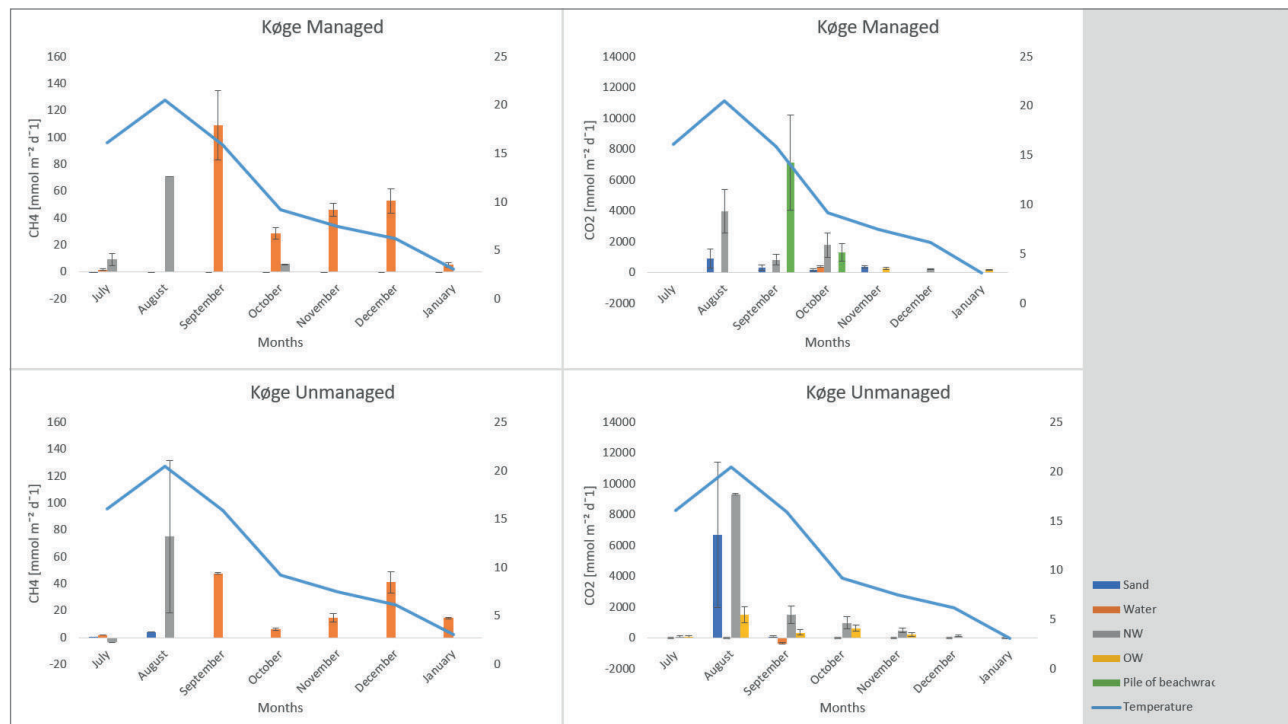 Køge Managed
CH4 [mmol m⁻² d⁻1]
160
140
120
100
80
60
40
20
0
-20
25
20
15
10
5
0
July
August
September
October
November
December
January
Months
Køge Managed
CO2 [mmol m⁻² d⁻1]
14000
12000
10000
8000
6000
4000
2000
0
-2000
25
20
15
10
5
0
July
August
September
October
November
December
January
Months
Køge Unmanaged
CH4 [mmol m⁻² d⁻1]
160
140
120
100
80
60
40
20
0
-20
25
20
15
10
5
0
July
August
September
October
November
December
January
Months
Køge Unmanaged
CO2 [mmol m⁻² d⁻1]
14000
12000
10000
8000
6000
4000
2000
0
-2000
25
20
15
10
5
0
July
August
September
October
November
December
January
Months
Sand
Water
NW
OW
Pile of beachwrac
Temperature